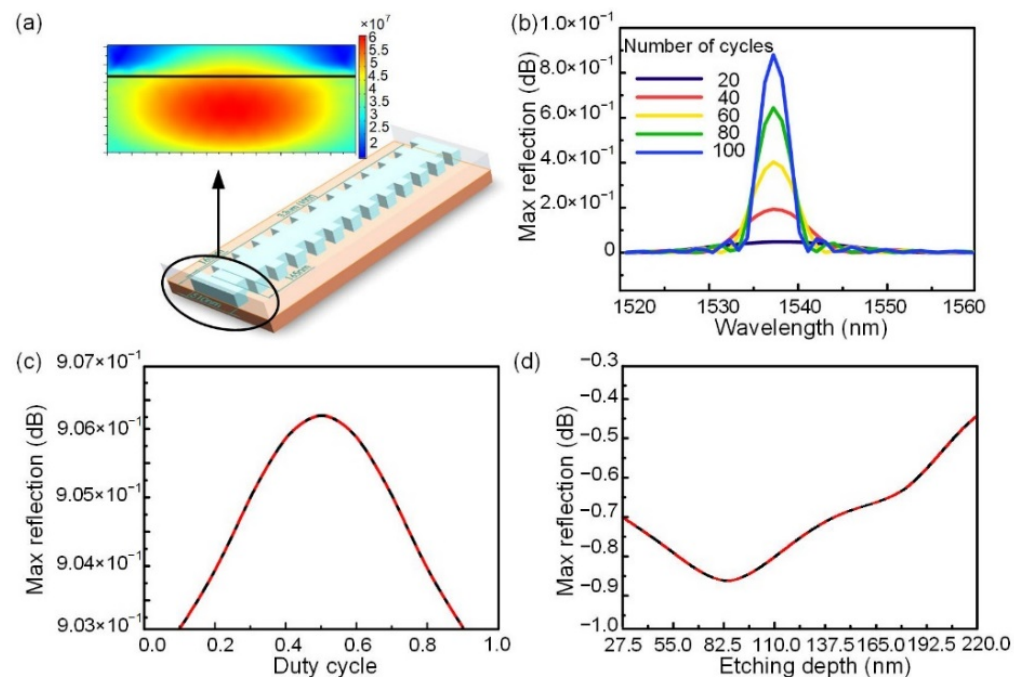 (a)
×10⁷
6
5.5
5
4.5
4
3.5
3
2.5
2
(b)
Max reflection (dB)
1.0×10⁻¹
8.0×10⁻¹
6.0×10⁻¹
4.0×10⁻¹
2.0×10⁻¹
0
Number of cycles
20
40
60
80
100
1520 1530 1540 1550 1560
Wavelength (nm)
(c)
Max reflection (dB)
9.07×10⁻¹
9.06×10⁻¹
9.05×10⁻¹
9.04×10⁻¹
9.03×10⁻¹
0.0 0.2 0.4 0.6 0.8 1.0
Duty cycle
(d)
Max reflection (dB)
−0.3
−0.4
−0.5
−0.6
−0.7
−0.8
−0.9
−1.0
27.5 55.0 82.5 110.0 137.5 165.0 192.5 220.0
Etching depth (nm)